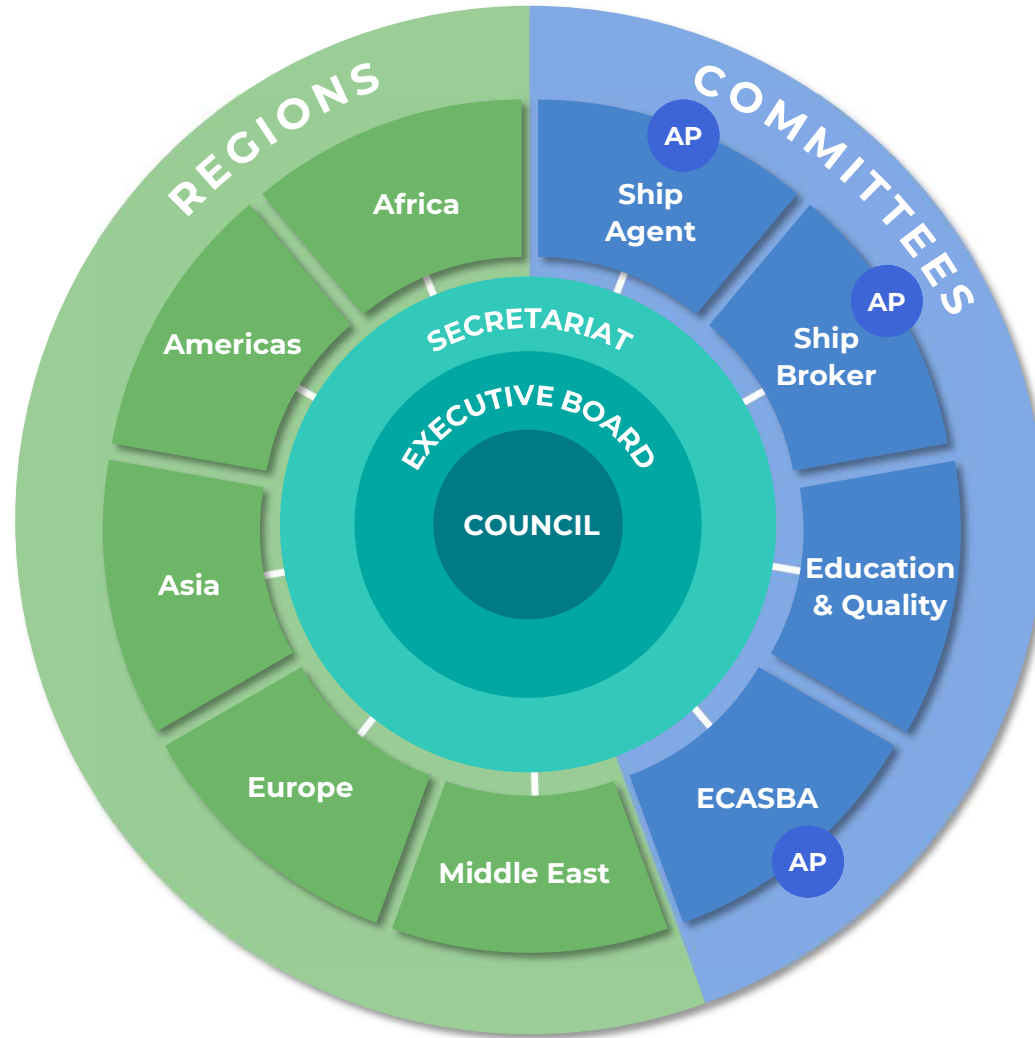 REGIONS
COMMITTEES
Africa
Americas
Asia
Europe
Middle East
AP
Ship
Agent
AP
Ship
Broker
Education
& Quality
ECASBA
AP
SECRETARIAT
EXECUTIVE BOARD
COUNCIL